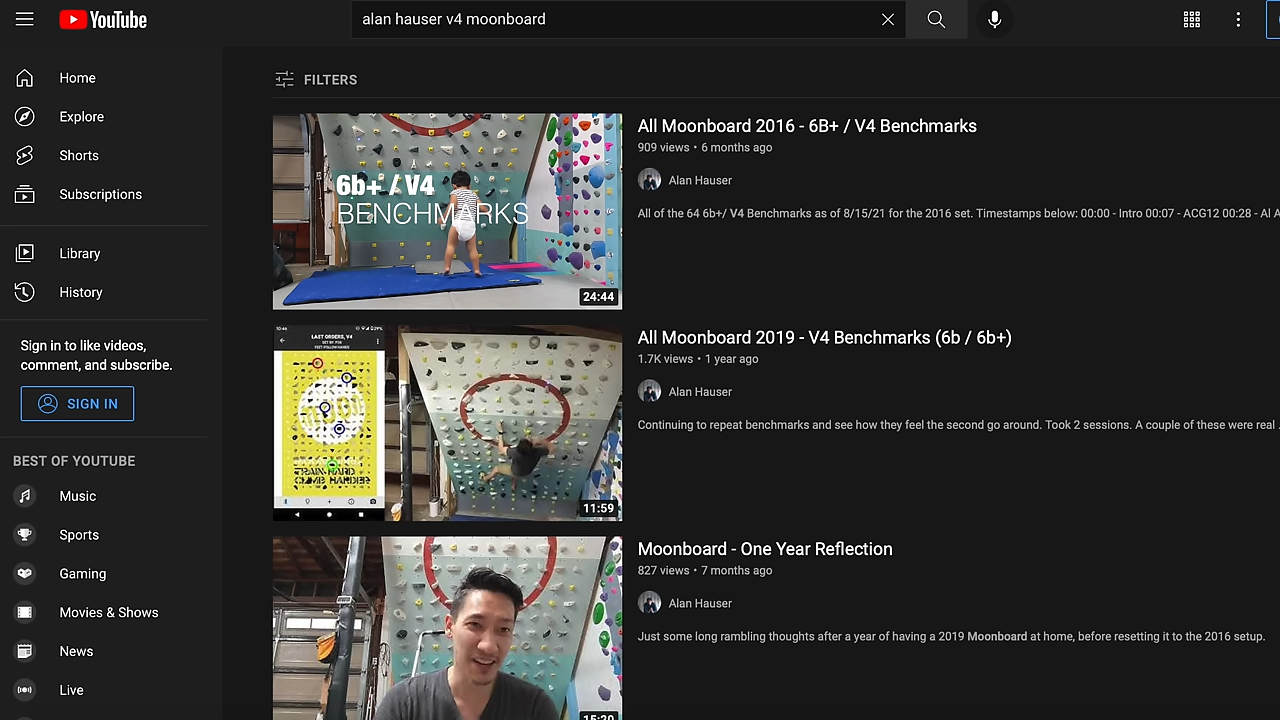 YouTube
alan hauser v4 moonboard
Home
Explore
Shorts
Subscriptions
Library
History
Sign in to like videos,
comment, and subscribe.
SIGN IN
BEST OF YOUTUBE
Music
Sports
Gaming
Movies & Shows
News
Live
FILTERS
6b+ / V4
BENCHMARKS
24:44
All Moonboard 2016 - 6B+ / V4 Benchmarks
909 views • 6 months ago
Alan Hauser
All of the 64 6b+/ V4 Benchmarks as of 8/15/21 for the 2016 set. Timestamps below: 00:00 - Intro 00:07 - ACG12 00:28 - Al
LAST ORDERS, V4
TRAIN HARD
CLIMB HARDER
11:59
All Moonboard 2019 - V4 Benchmarks (6b / 6b+)
1.7K views • 1 year ago
Alan Hauser
Continuing to repeat benchmarks and see how they feel the second go around. Took 2 sessions. A couple of these were real
15:20
Moonboard - One Year Reflection
827 views • 7 months ago
Alan Hauser
Just some long rambling thoughts after a year of having a 2019 Moonboard at home, before resetting it to the 2016 setup.